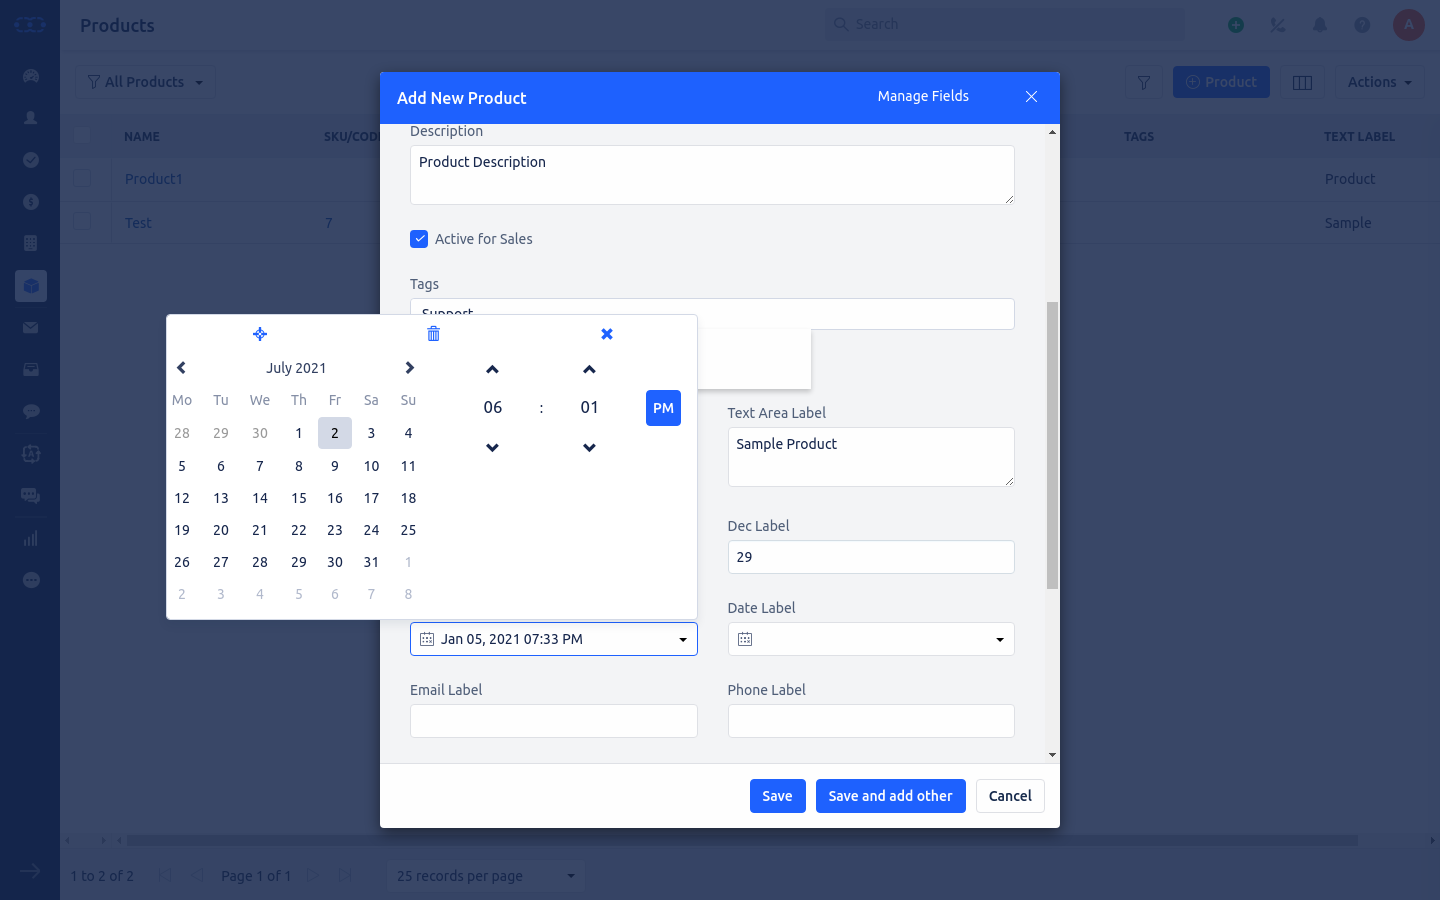 Products
Search
A
All Products
Product
Actions
NAME
SKU/CODE
TAGS
TEXT LABEL
Product1
Product
Test
7
Sample
Add New Product
Manage Fields
Description
Product Description
Active for Sales
Tags
Support
July 2021
Mo Tu We Th Fr Sa Su
28 29 30 1 2 3 4
5 6 7 8 9 10 11
12 13 14 15 16 17 18
19 20 21 22 23 24 25
26 27 28 29 30 31 1
2 3 4 5 6 7 8
06 : 01 PM
Text Area Label
Sample Product
Dec Label
29
Date Label
Jan 05, 2021 07:33 PM
Email Label
Phone Label
Save
Save and add other
Cancel
1 to 2 of 2
Page 1 of 1
25 records per page